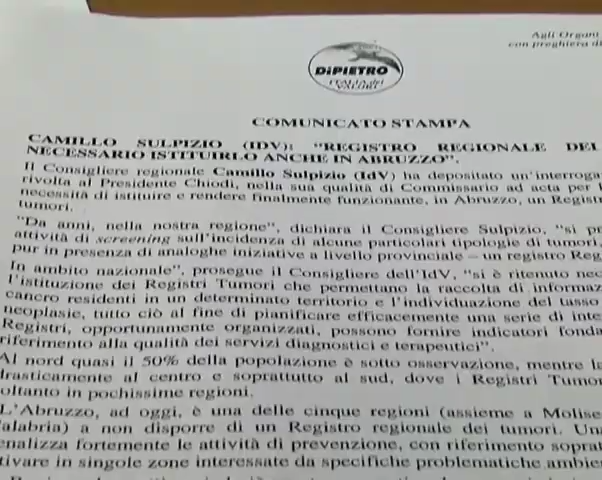 Agli Organi
con preghiera di
DiPIETRO
ITALIA dei
VALORI
COMUNICATO STAMPA
CAMILLO SULPIZIO (IDV): "REGISTRO REGIONALE DEI
NECESSARIO ISTITUIRLO ANCHE IN ABRUZZO".
Il Consigliere regionale Camillo Sulpizio (IdV) ha depositato un'interroga
rivolta al Presidente Chiodi, nella sua qualità di Commissario ad acta per l
necessità di istituire e rendere finalmente funzionante, in Abruzzo, un Registr
tumori.
"Da anni, nella nostra regione", dichiara il Consigliere Sulpizio, "si pr
attività di screening sull'incidenza di alcune particolari tipologie di tumori,
pur in presenza di analoghe iniziative a livello provinciale – un registro Reg
In ambito nazionale", prosegue il Consigliere dell'IdV, "si è ritenuto nec
l'istituzione dei Registri Tumori che permettano la raccolta di informaz
cancro residenti in un determinato territorio e l'individuazione del tasso
neoplasie, tutto ciò al fine di pianificare efficacemente una serie di inte
Registri, opportunamente organizzati, possono fornire indicatori fonda
riferimento alla qualità dei servizi diagnostici e terapeutici".
Al nord quasi il 50% della popolazione è sotto osservazione, mentre la
drasticamente al centro e soprattutto al sud, dove i Registri Tumor
oltanto in pochissime regioni.
L'Abruzzo, ad oggi, è una delle cinque regioni (assieme a Molise
Calabria) a non disporre di un Registro regionale dei tumori. Una
enalizza fortemente le attività di prevenzione, con riferimento soprat
tivare in singole zone interessate da specifiche problematiche ambie